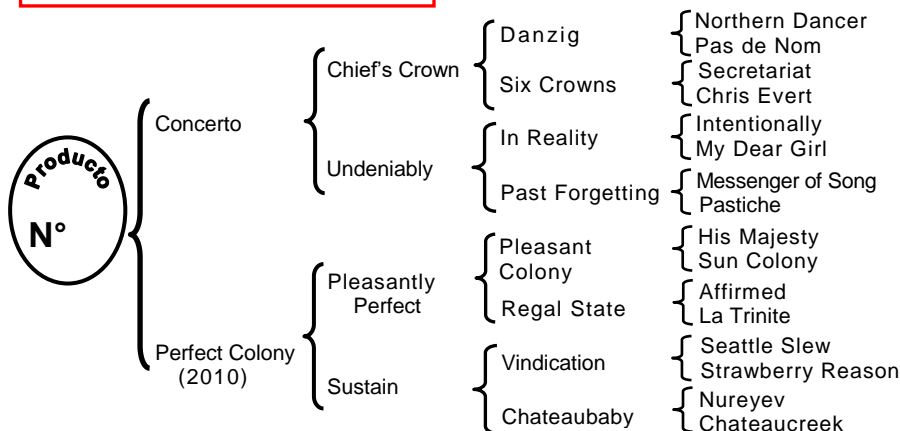 Producto
N°
Concerto
Perfect Colony
(2010)
Chief's Crown
Undeniably
Pleasantly
Perfect
Sustain
Danzig
Six Crowns
In Reality
Past Forgetting
Pleasant
Colony
Regal State
Vindication
Chateaubaby
Northern Dancer
Pas de Nom
Secretariat
Chris Evert
Intentionally
My Dear Girl
Messenger of Song
Pastiche
His Majesty
Sun Colony
Affirmed
La Trinite
Seattle Slew
Strawberry Reason
Nureyev
Chateaucreek